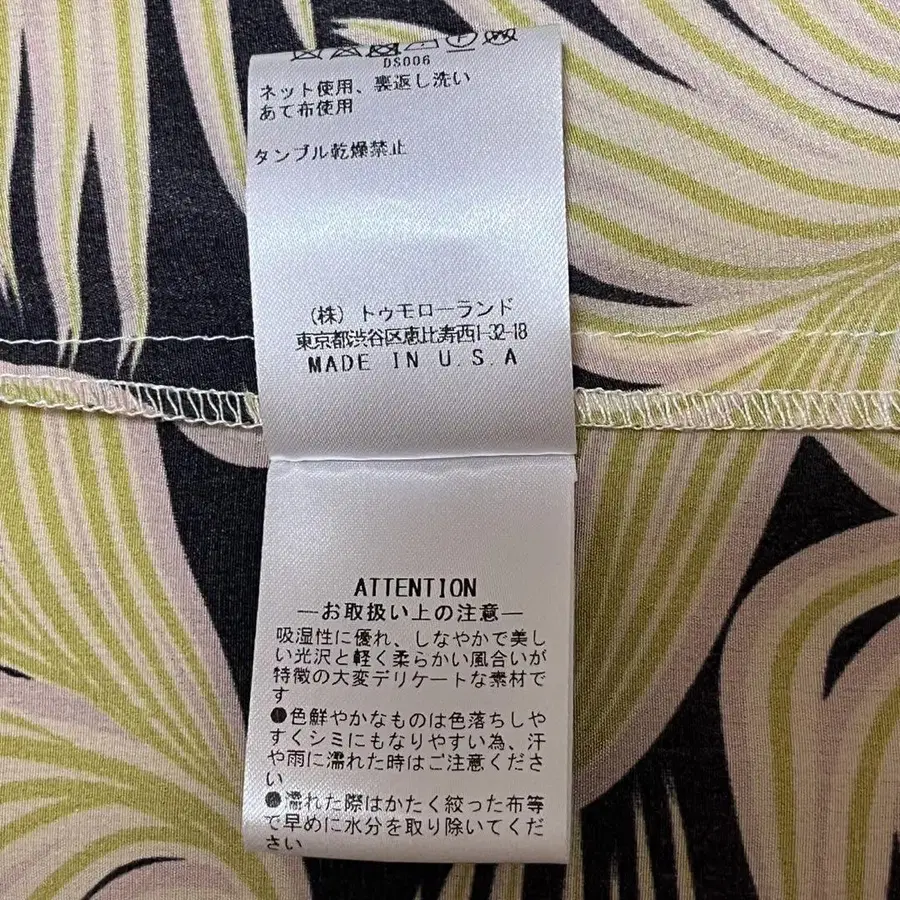 DS006
ネット使用、裏返し洗い
あて布使用
タンブル乾燥禁止
(株) トゥモローランド
東京都渋谷区恵比寿西1-32-18
MADE IN U.S.A
ATTENTION
―お取扱い上の注意―
吸湿性に優れ、しなやかで美し
い光沢と軽く柔らかい風合いが
特徴の大変デリケートな素材で
す
●色鮮やかなものは色落ちしや
すくシミにもなりやすい為、汗
や雨に濡れた時はご注意くださ
い
●濡れた際はかたく絞った布等
で早めに水分を取り除いてくだ
さい